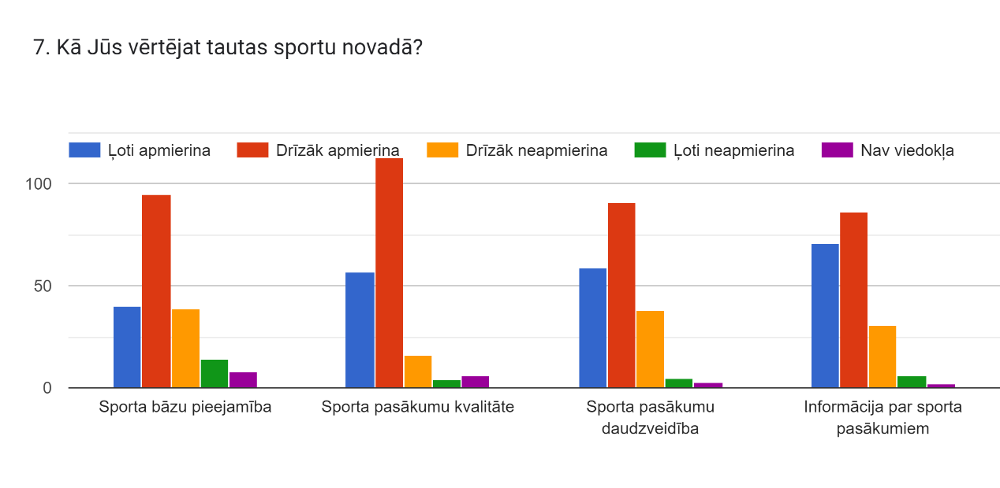 7. Kā Jūs vērtējat tautas sportu novadā?
Ļoti apmierina Drīzāk apmierina Drīzāk neapmierina Ļoti neapmierina Nav viedokļa
100
50
0
Sporta bāzu pieejamība Sporta pasākumu kvalitāte Sporta pasākumu Informācija par sporta
daudzveidība pasākumiem